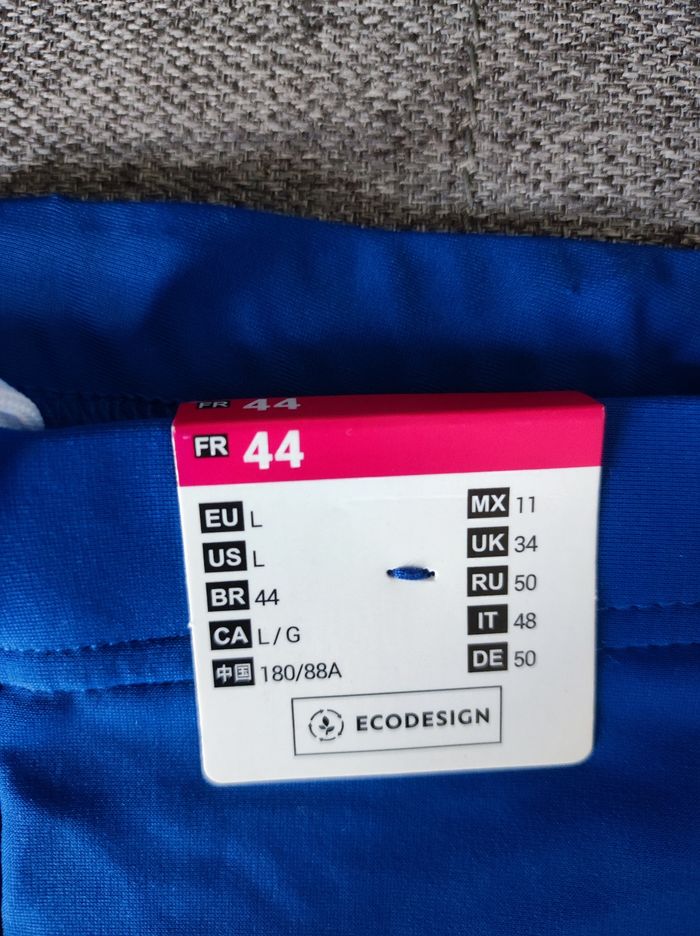 FR 44
FR 44
EU L
US L
BR 44
CA L / G
中国 180/88A
MX 11
UK 34
RU 50
IT 48
DE 50
ECODESIGN